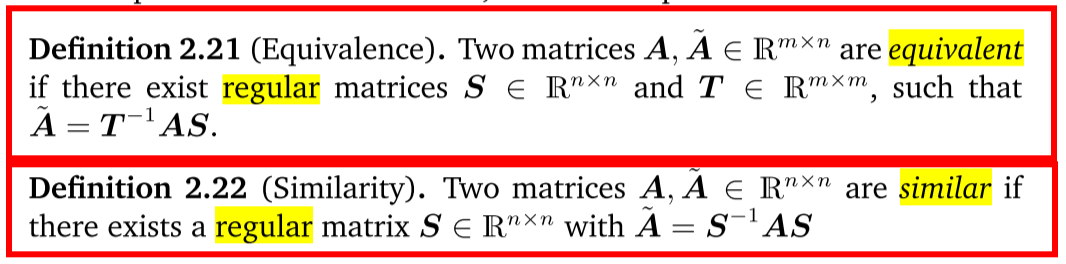 Definition 2.21 (Equivalence). Two matrices A, Ã ∈ ℝ^{m×n} are equivalent
if there exist regular matrices S ∈ ℝ^{n×n} and T ∈ ℝ^{m×m}, such that
Ã = T^{−1}AS.
Definition 2.22 (Similarity). Two matrices A, Ã ∈ ℝ^{n×n} are similar if
there exists a regular matrix S ∈ ℝ^{n×n} with Ã = S^{−1}AS